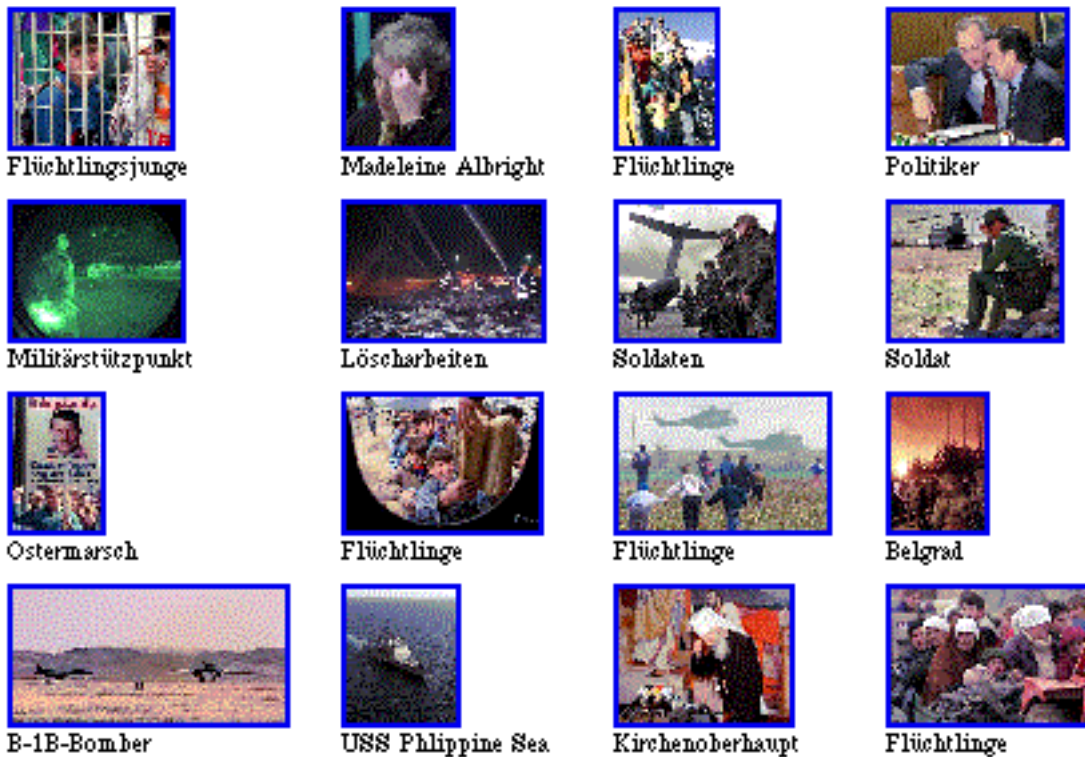 Flüchtlingsjunge Madeleine Albright Flüchtlinge Politiker
Militärstützpunkt Löscharbeiten Soldaten Soldat
Ostermarsch Flüchtlinge Flüchtlinge Belgrad
B-1B-Bomber USS Phlippine Sea Kirchenoberhaupt Flüchtlinge